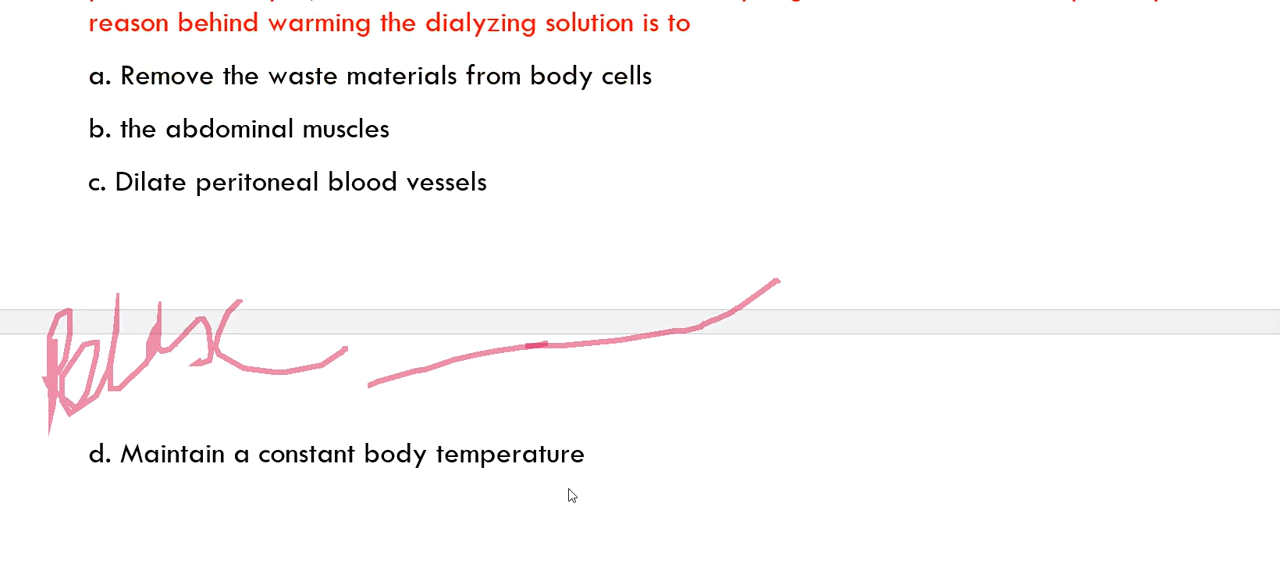 reason behind warming the dialyzing solution is to
a. Remove the waste materials from body cells
b. the abdominal muscles
c. Dilate peritoneal blood vessels
d. Maintain a constant body temperature